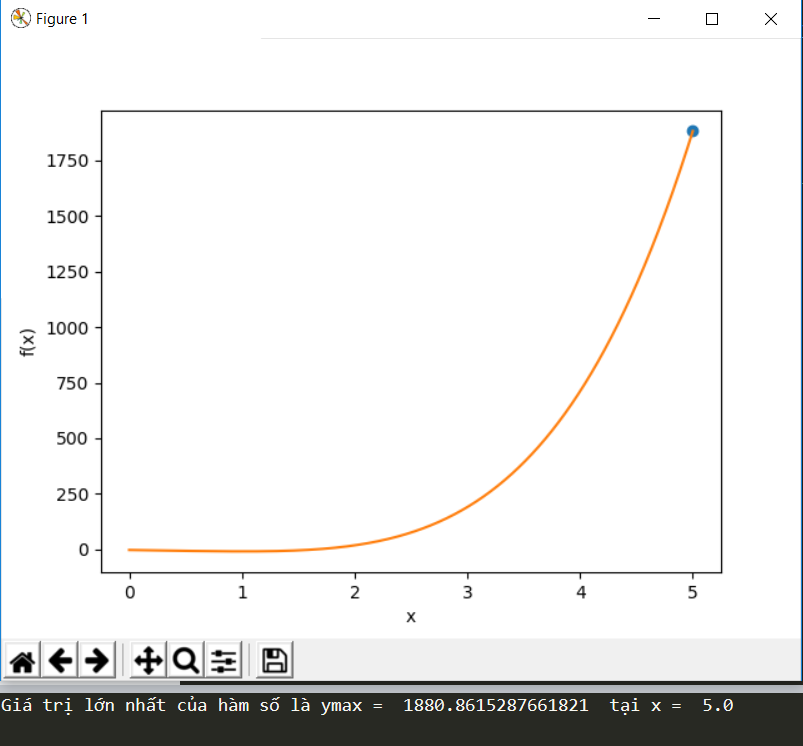 Figure 1
1750
1500
1250
1000
750
500
250
0
f(x)
0 1 2 3 4 5
x
Giá trị lớn nhất của hàm số là ymax =  1880.8615287661821  tại x =  5.0